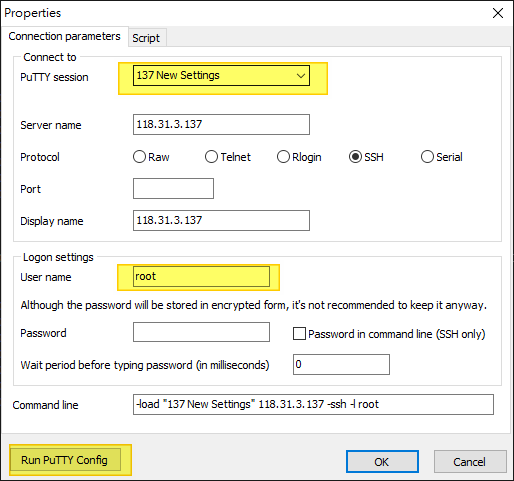 Properties
Connection parameters Script
Connect to
PuTTY session 137 New Settings
Server name 118.31.3.137
Protocol Raw Telnet Rlogin SSH Serial
Port
Display name 118.31.3.137
Logon settings
User name root
Although the password will be stored in encrypted form, it's not recommended to keep it anyway.
Password Password in command line (SSH only)
Wait period before typing password (in milliseconds) 0
Command line -load "137 New Settings" 118.31.3.137 -ssh -l root
Run PuTTY Config OK Cancel